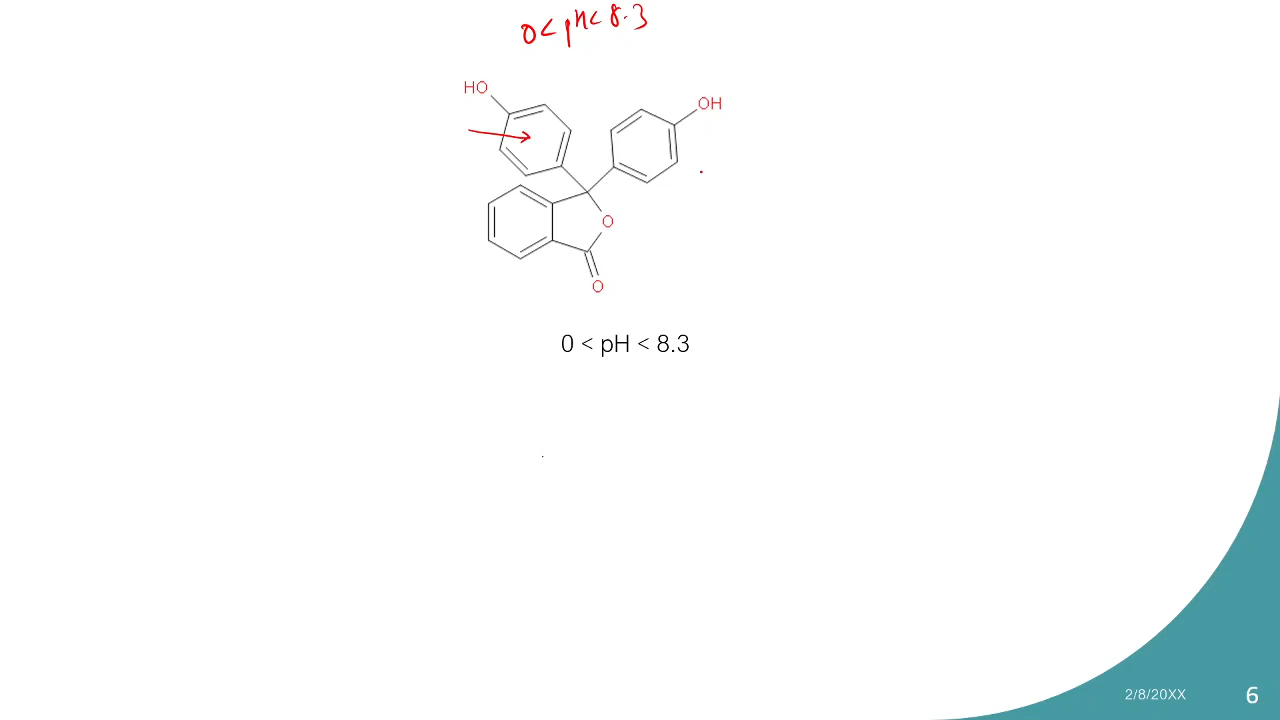 0 < pH < 8.3
HO
OH
O
O
0 < pH < 8.3
2/8/20XX
6